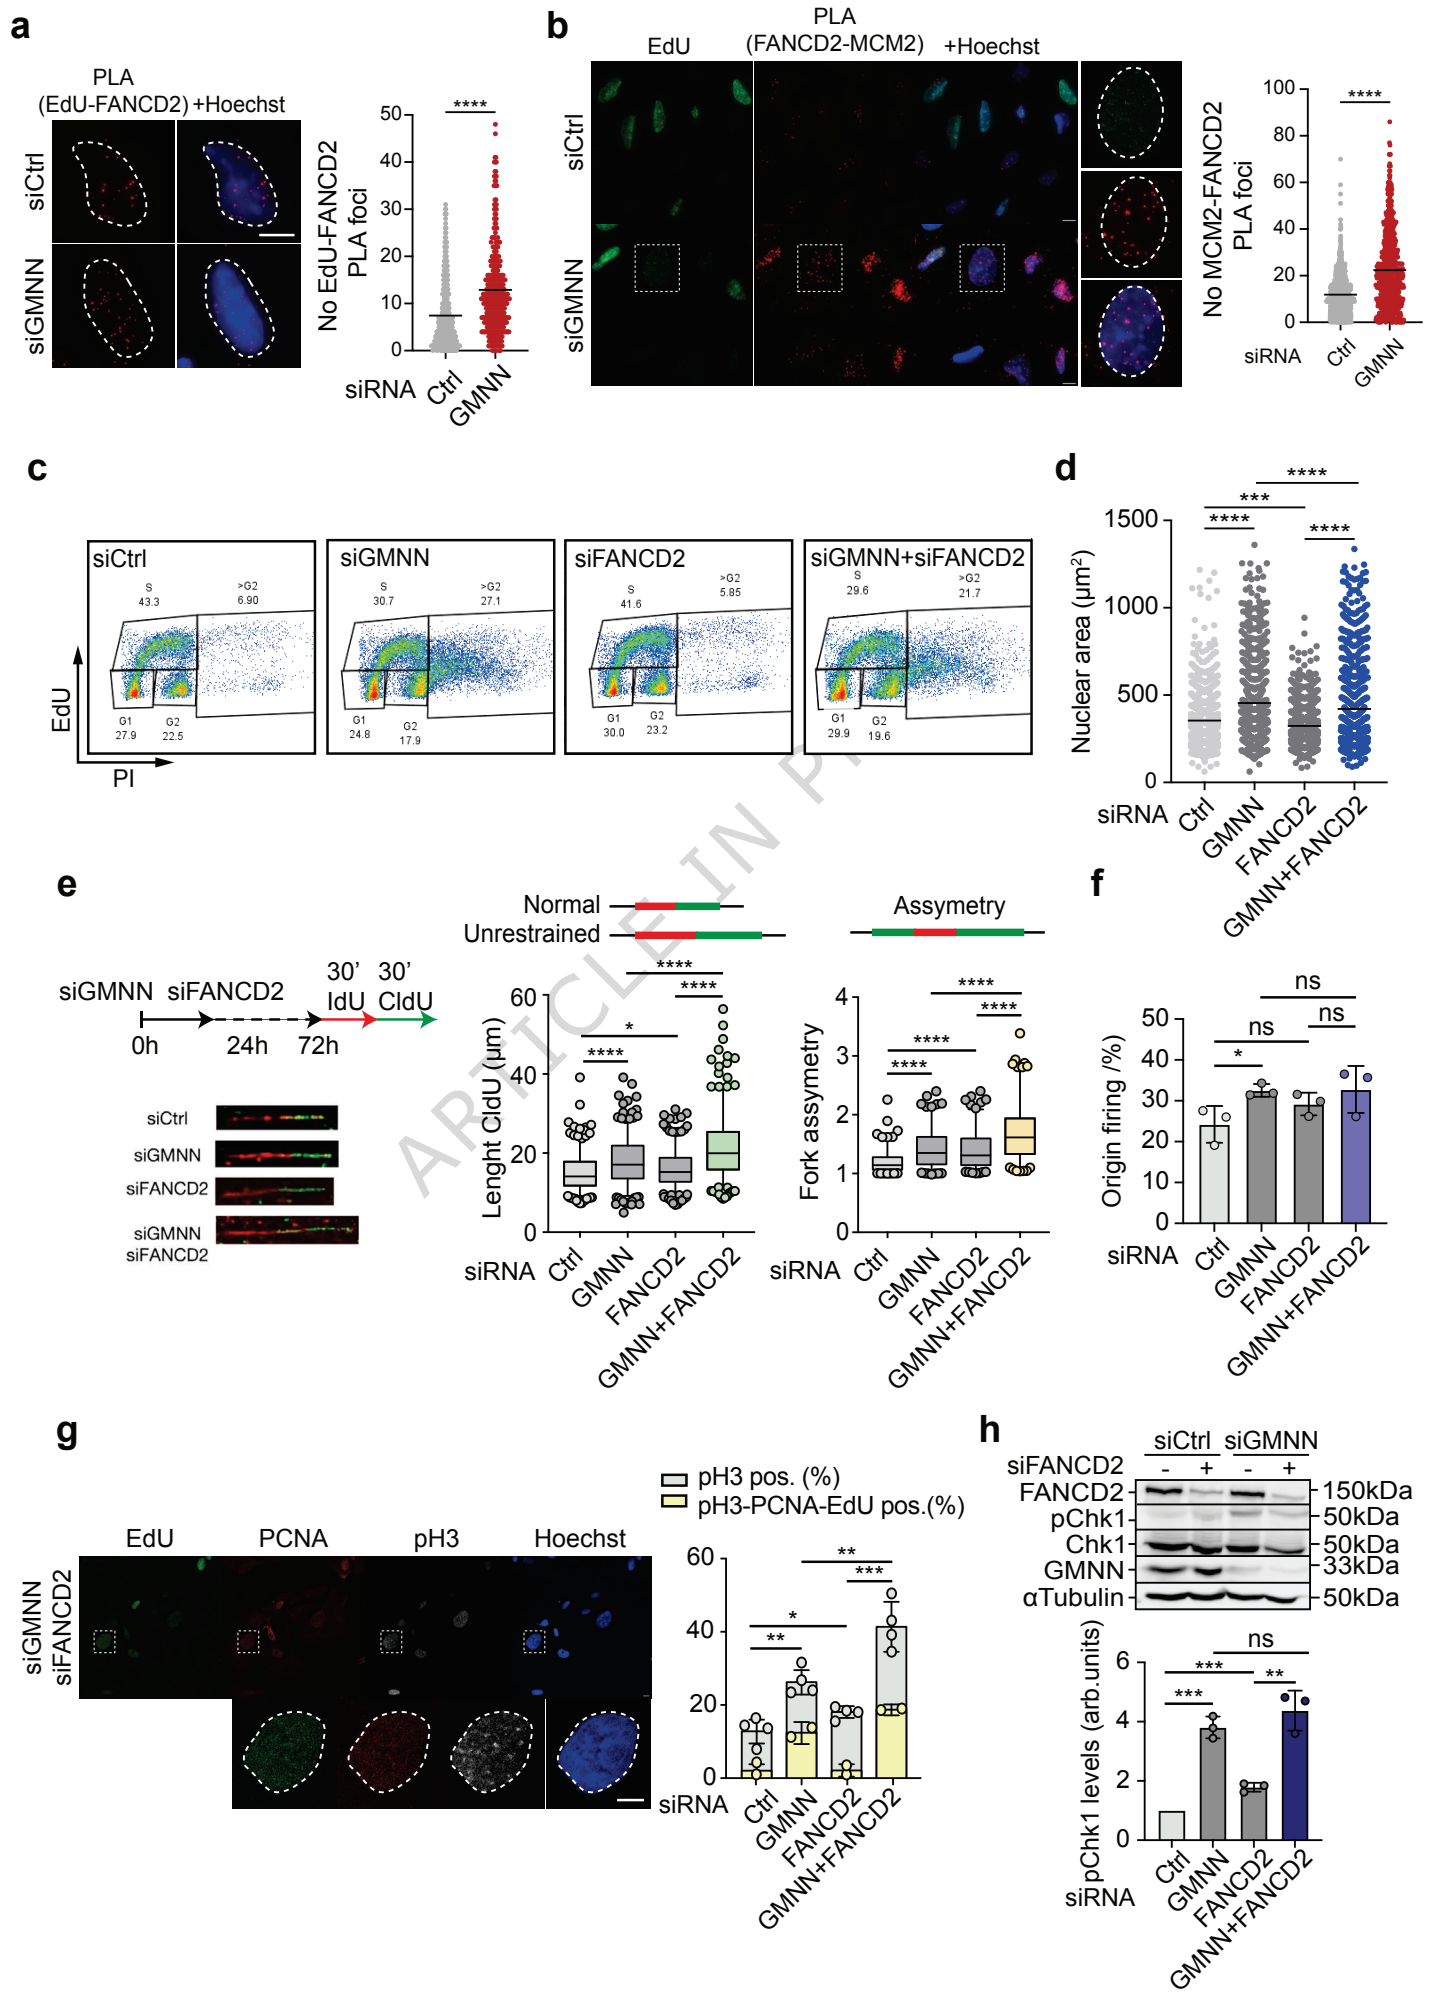 a
PLA
(EdU-FANCD2) +Hoechst
siCtrl
siGMNN
No EdU-FANCD2
PLA foci
50
40
30
20
10
0
****
siRNA
Ctrl
GMNN
b
EdU
PLA
(FANCD2-MCM2)
+Hoechst
siCtrl
siGMNN
No MCM2-FANCD2
PLA foci
100
80
60
40
20
0
****
siRNA
Ctrl
GMNN
c
siCtrl
S
43.3
>G2
6.90
G1
27.9
G2
22.5
siGMNN
S
30.7
>G2
27.1
G1
24.8
G2
17.9
siFANCD2
S
41.6
>G2
5.85
G1
30.0
G2
23.2
siGMNN+siFANCD2
S
29.6
>G2
21.7
G1
29.9
G2
19.6
EdU
PI
d
Nuclear area (µm²)
1500
1000
500
0
****
***
****
****
siRNA
Ctrl
GMNN
FANCD2
GMNN+FANCD2
ARTICLE IN P
e
siGMNN
siFANCD2
30' 30'
IdU CldU
0h
24h
72h
siCtrl
siGMNN
siFANCD2
siGMNN
siFANCD2
Normal
Unrestrained
Lenght CldU (µm)
60
40
20
0
****
****
*
****
siRNA
Ctrl
GMNN
FANCD2
GMNN+FANCD2
Assymetry
Fork assymetry
4
3
2
1
0
****
****
****
****
siRNA
Ctrl
GMNN
FANCD2
GMNN+FANCD2
f
Origin firing /%)
50
40
30
20
10
0
ns
ns
ns
*
siRNA
Ctrl
GMNN
FANCD2
GMNN+FANCD2
g
EdU
PCNA
pH3
Hoechst
siGMNN
siFANCD2
pH3 pos. (%)
pH3-PCNA-EdU pos.(%)
60
40
20
0
**
***
*
**
siRNA
Ctrl
GMNN
FANCD2
GMNN+FANCD2
h
siCtrl siGMNN
siFANCD2 - + - +
FANCD2 150kDa
pChk1 50kDa
Chk1 50kDa
GMNN 33kDa
αTubulin 50kDa
pChk1 levels (arb.units)
6
4
2
0
ns
***
**
***
siRNA
Ctrl
GMNN
FANCD2
GMNN+FANCD2